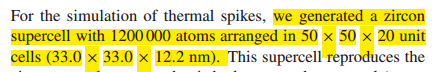 For the simulation of thermal spikes, we generated a zircon
supercell with 1200 000 atoms arranged in 50 × 50 × 20 unit
cells (33.0 × 33.0 × 12.2 nm). This supercell reproduces the